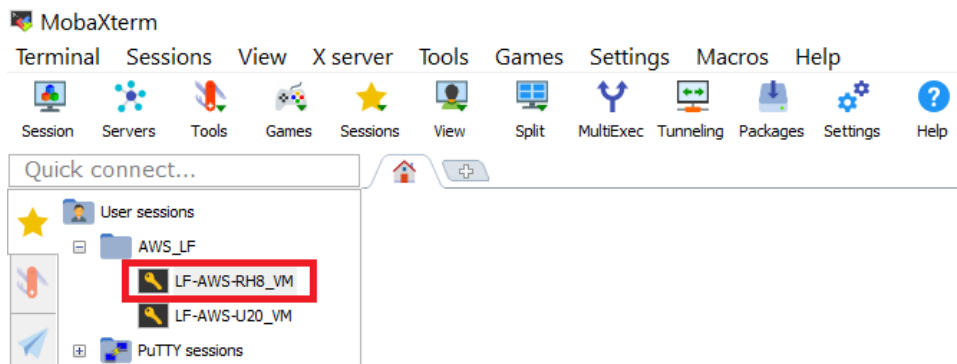 MobaXterm
Terminal Sessions View X server Tools Games Settings Macros Help
Session Servers Tools Games Sessions View Split MultiExec Tunneling Packages Settings Help
Quick connect...
User sessions
AWS_LF
LF-AWS-RH8_VM
LF-AWS-U20_VM
PuTTY sessions